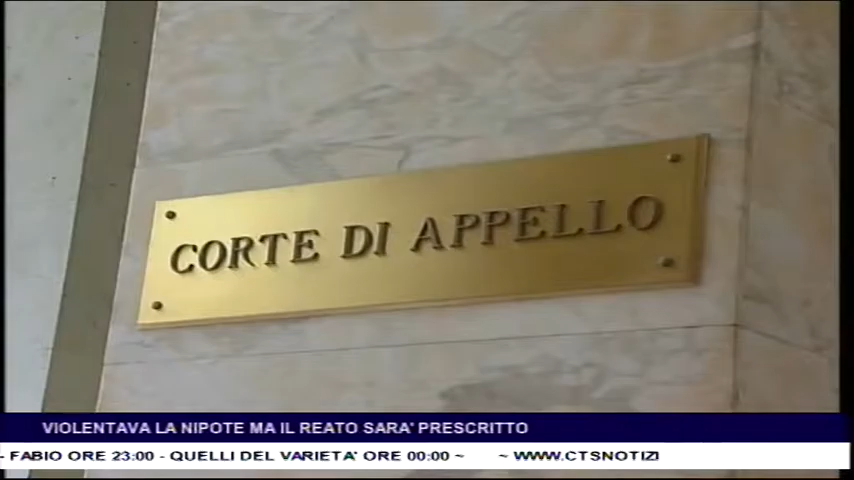 CORTE DI APPELLO
VIOLENTAVA LA NIPOTE MA IL REATO SARA' PRESCRITTO
- FABIO ORE 23:00 - QUELLI DEL VARIETA' ORE 00:00 ~ ~ WWW.CTSNOTIZI